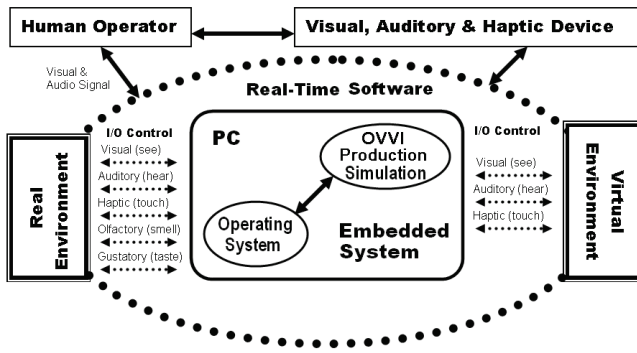 Human Operator
Visual, Auditory & Haptic Device
Visual &
Audio Signal
Real-Time Software
I/O Control
Visual (see)
Auditory (hear)
Haptic (touch)
Olfactory (smell)
Gustatory (taste)
Real
Environment
PC
OVVI
Production
Simulation
Operating
System
Embedded
System
I/O Control
Visual (see)
Auditory (hear)
Haptic (touch)
Virtual
Environment